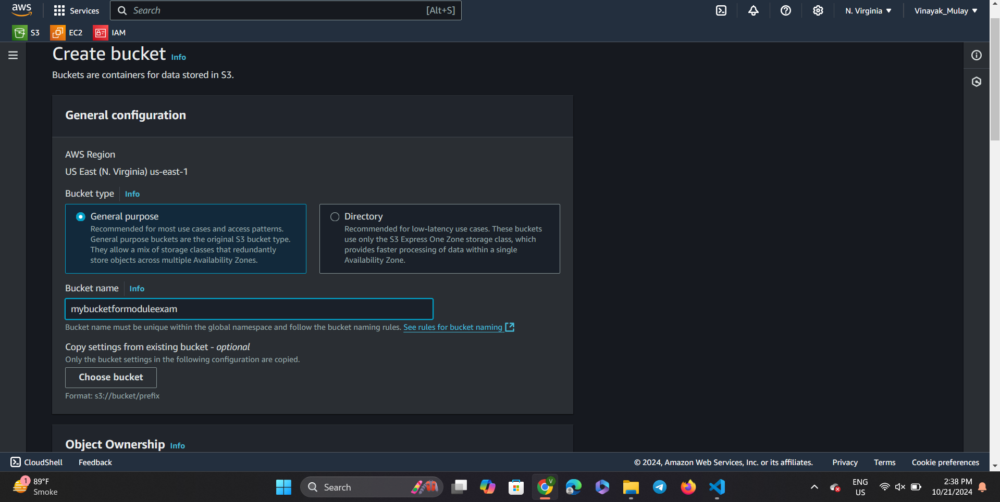 aws
Services
Search [Alt+S]
N. Virginia
Vinayak_Mulay
S3
EC2
IAM
Create bucket Info
Buckets are containers for data stored in S3.
General configuration
AWS Region
US East (N. Virginia) us-east-1
Bucket type Info
General purpose
Recommended for most use cases and access patterns.
General purpose buckets are the original S3 bucket type.
They allow a mix of storage classes that redundantly
store objects across multiple Availability Zones.
Directory
Recommended for low-latency use cases. These buckets
use only the S3 Express One Zone storage class, which
provides faster processing of data within a single
Availability Zone.
Bucket name Info
mybucketformoduleexam
Bucket name must be unique within the global namespace and follow the bucket naming rules. See rules for bucket naming
Copy settings from existing bucket - optional
Only the bucket settings in the following configuration are copied.
Choose bucket
Format: s3://bucket/prefix
Object Ownership Info
CloudShell
Feedback
© 2024, Amazon Web Services, Inc. or its affiliates.
Privacy
Terms
Cookie preferences
1
89°F
Smoke
Search
V
ENG
US
2:38 PM
10/21/2024